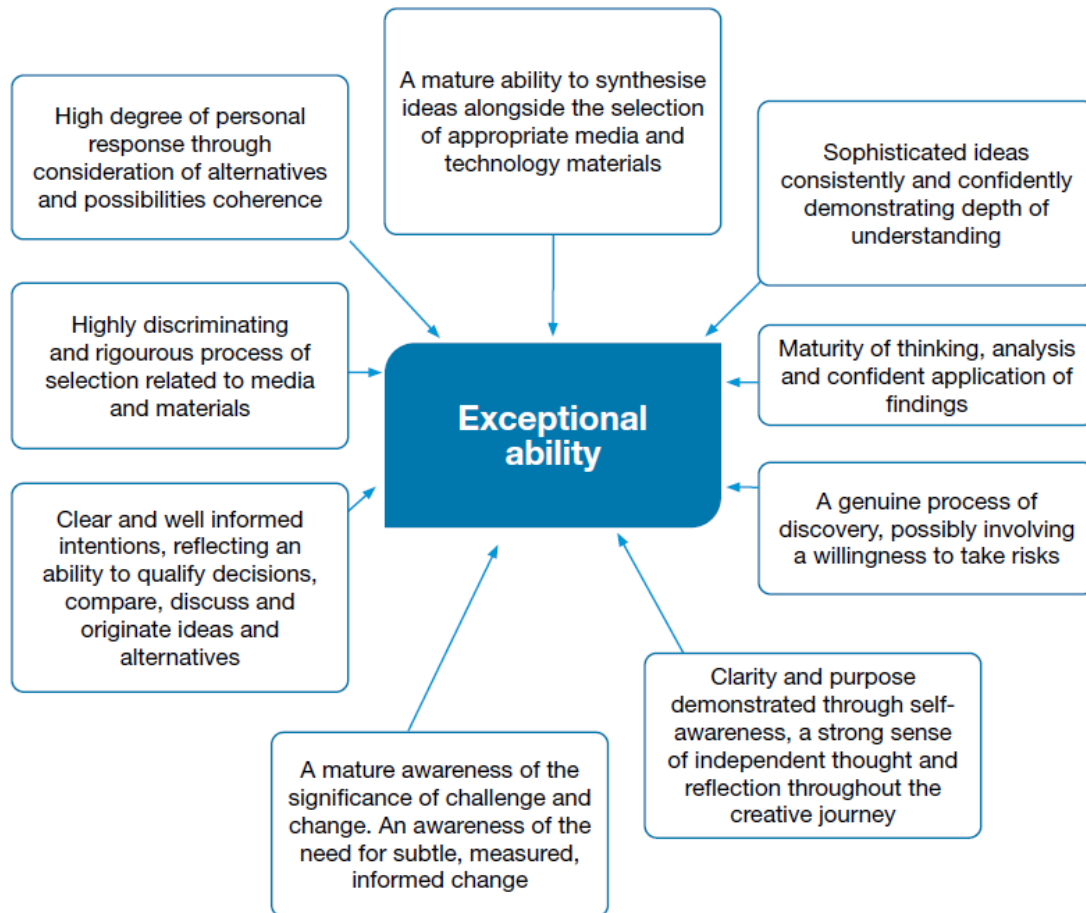 A mature ability to synthesise
ideas alongside the selection
of appropriate media and
technology materials
High degree of personal
response through
consideration of alternatives
and possibilities coherence
Sophisticated ideas
consistently and confidently
demonstrating depth of
understanding
Highly discriminating
and rigourous process of
selection related to media
and materials
Maturity of thinking, analysis
and confident application of
findings
Exceptional
ability
Clear and well informed
intentions, reflecting an
ability to qualify decisions,
compare, discuss and
originate ideas and
alternatives
A genuine process of
discovery, possibly involving
a willingness to take risks
Clarity and purpose
demonstrated through self-
awareness, a strong sense
of independent thought and
reflection throughout the
creative journey
A mature awareness of the
significance of challenge and
change. An awareness of the
need for subtle, measured,
informed change